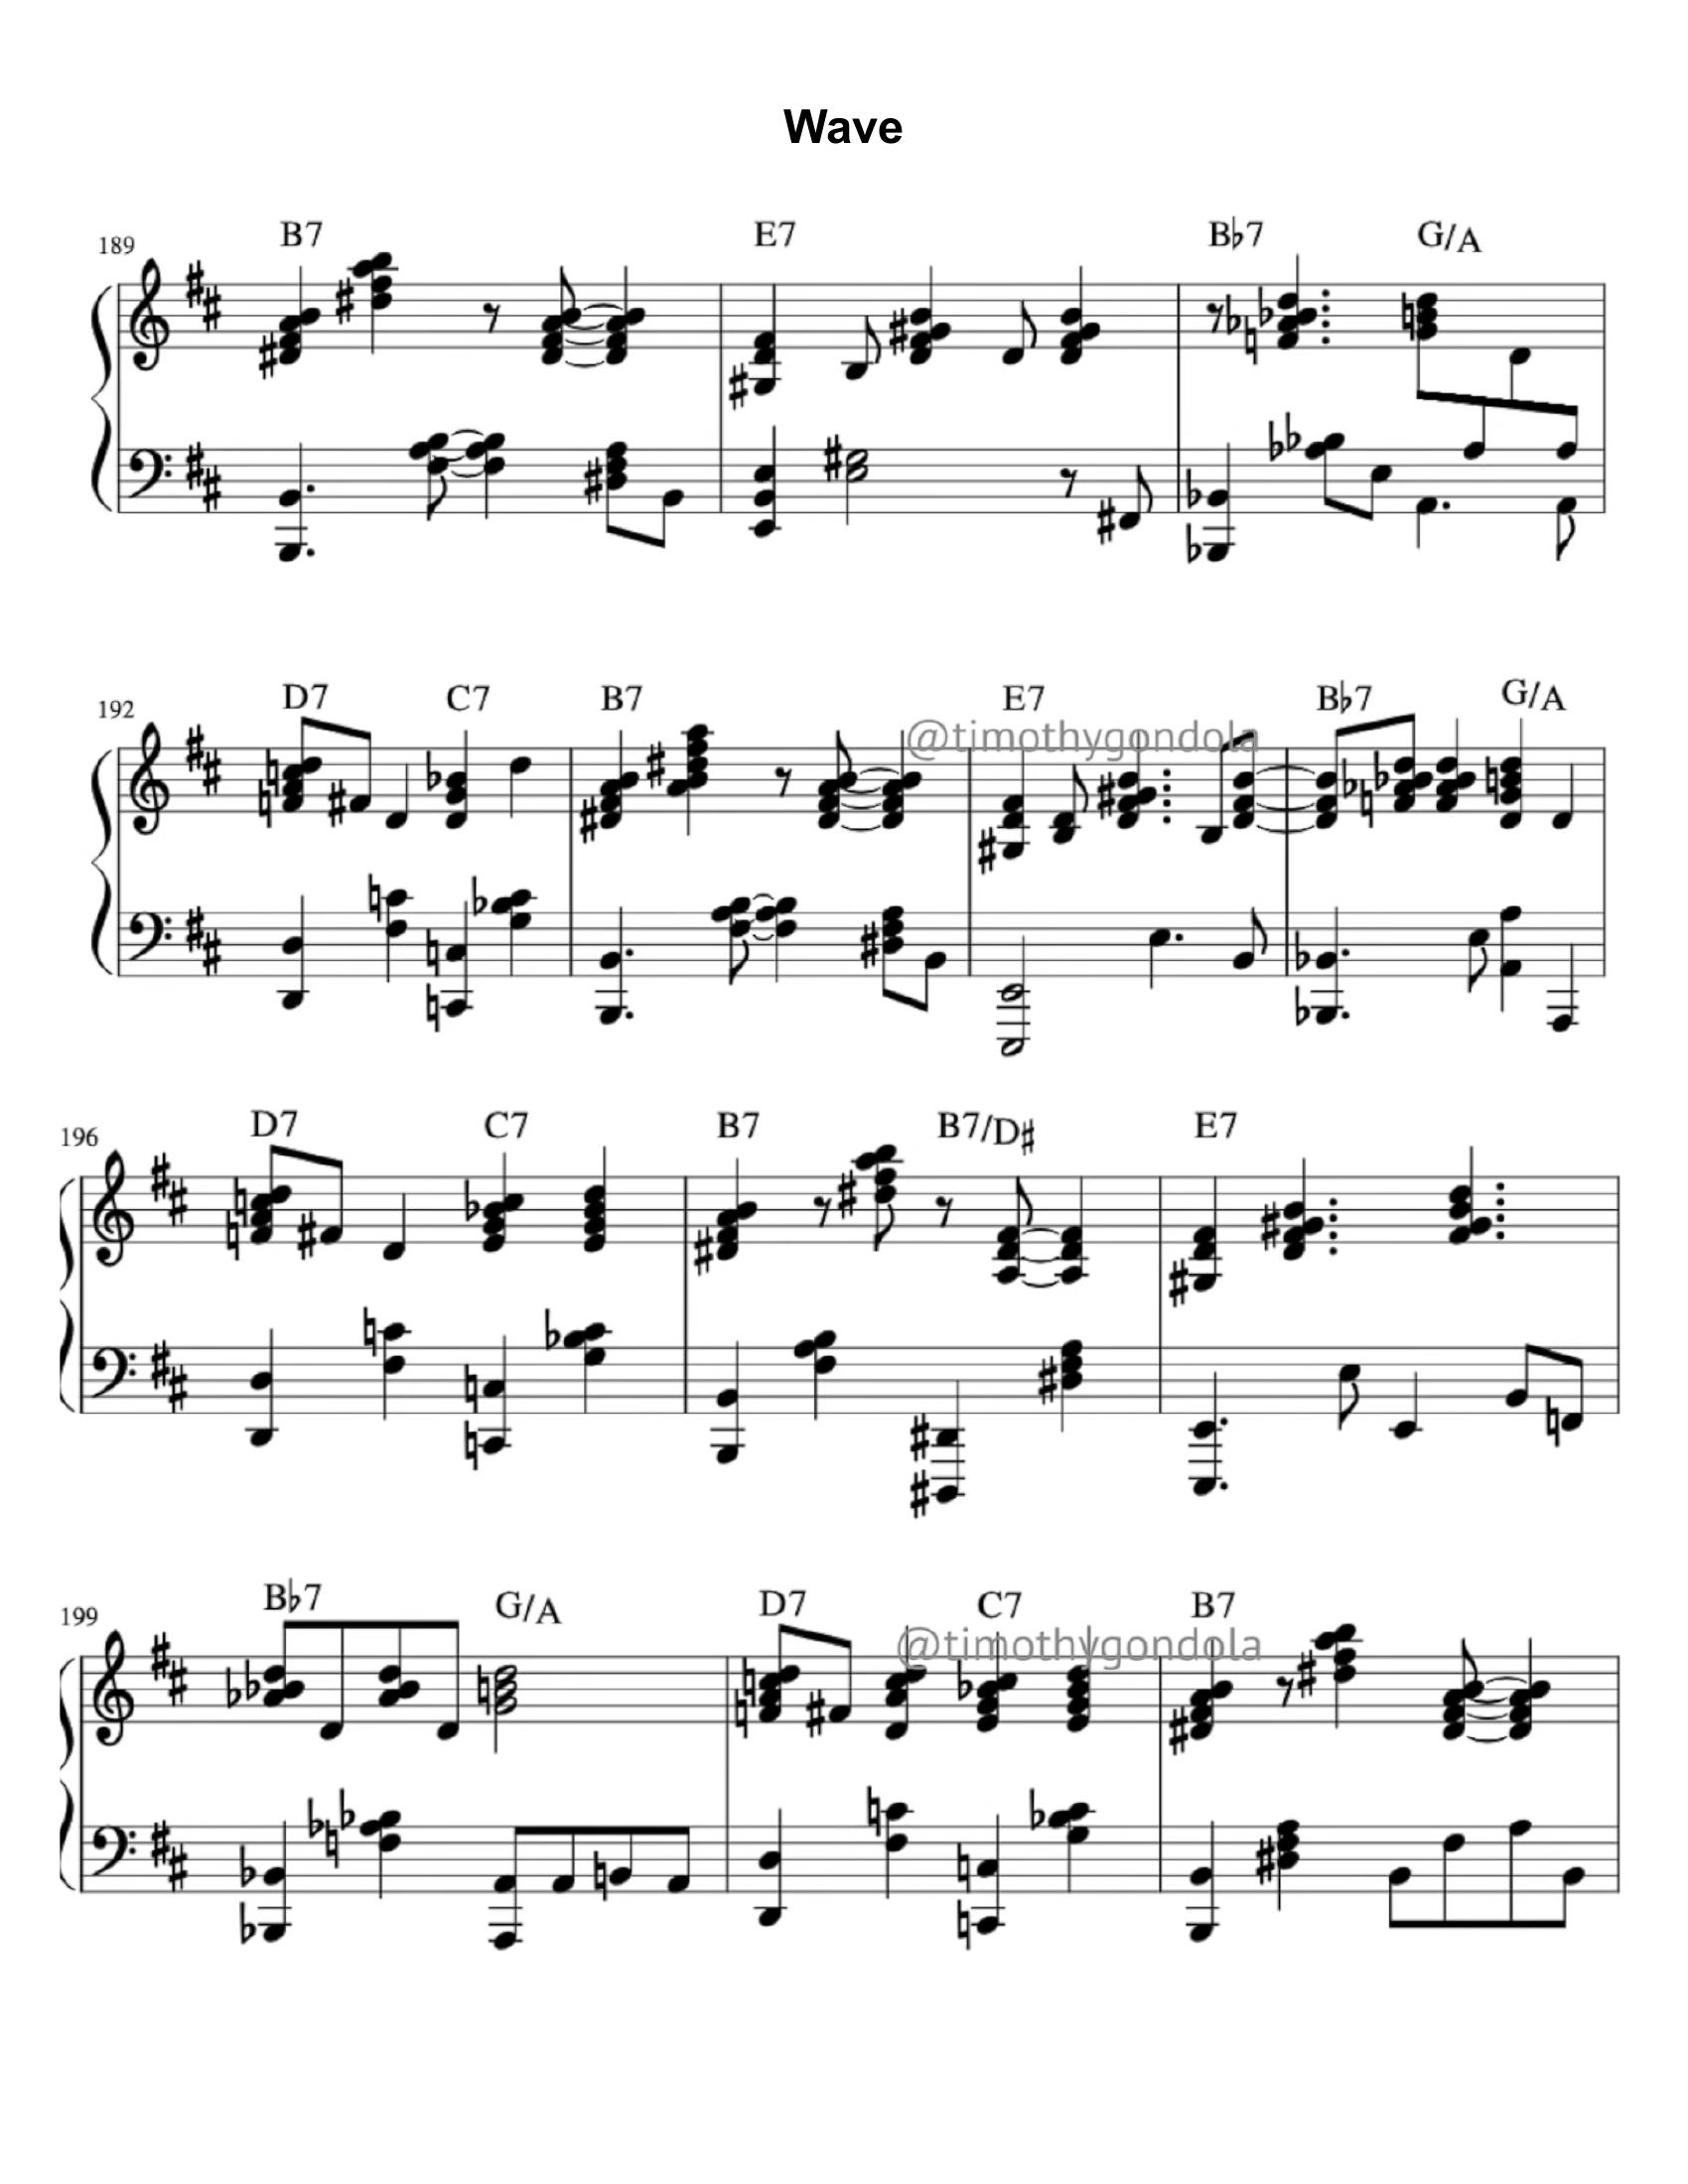 Wave
189 B7 E7 B♭7 G/A
192 D7 C7 B7 E7 B♭7 G/A
@timothygondola
196 D7 C7 B7 B7/D♯ E7
199 B♭7 G/A D7 C7 B7
@timothygondola